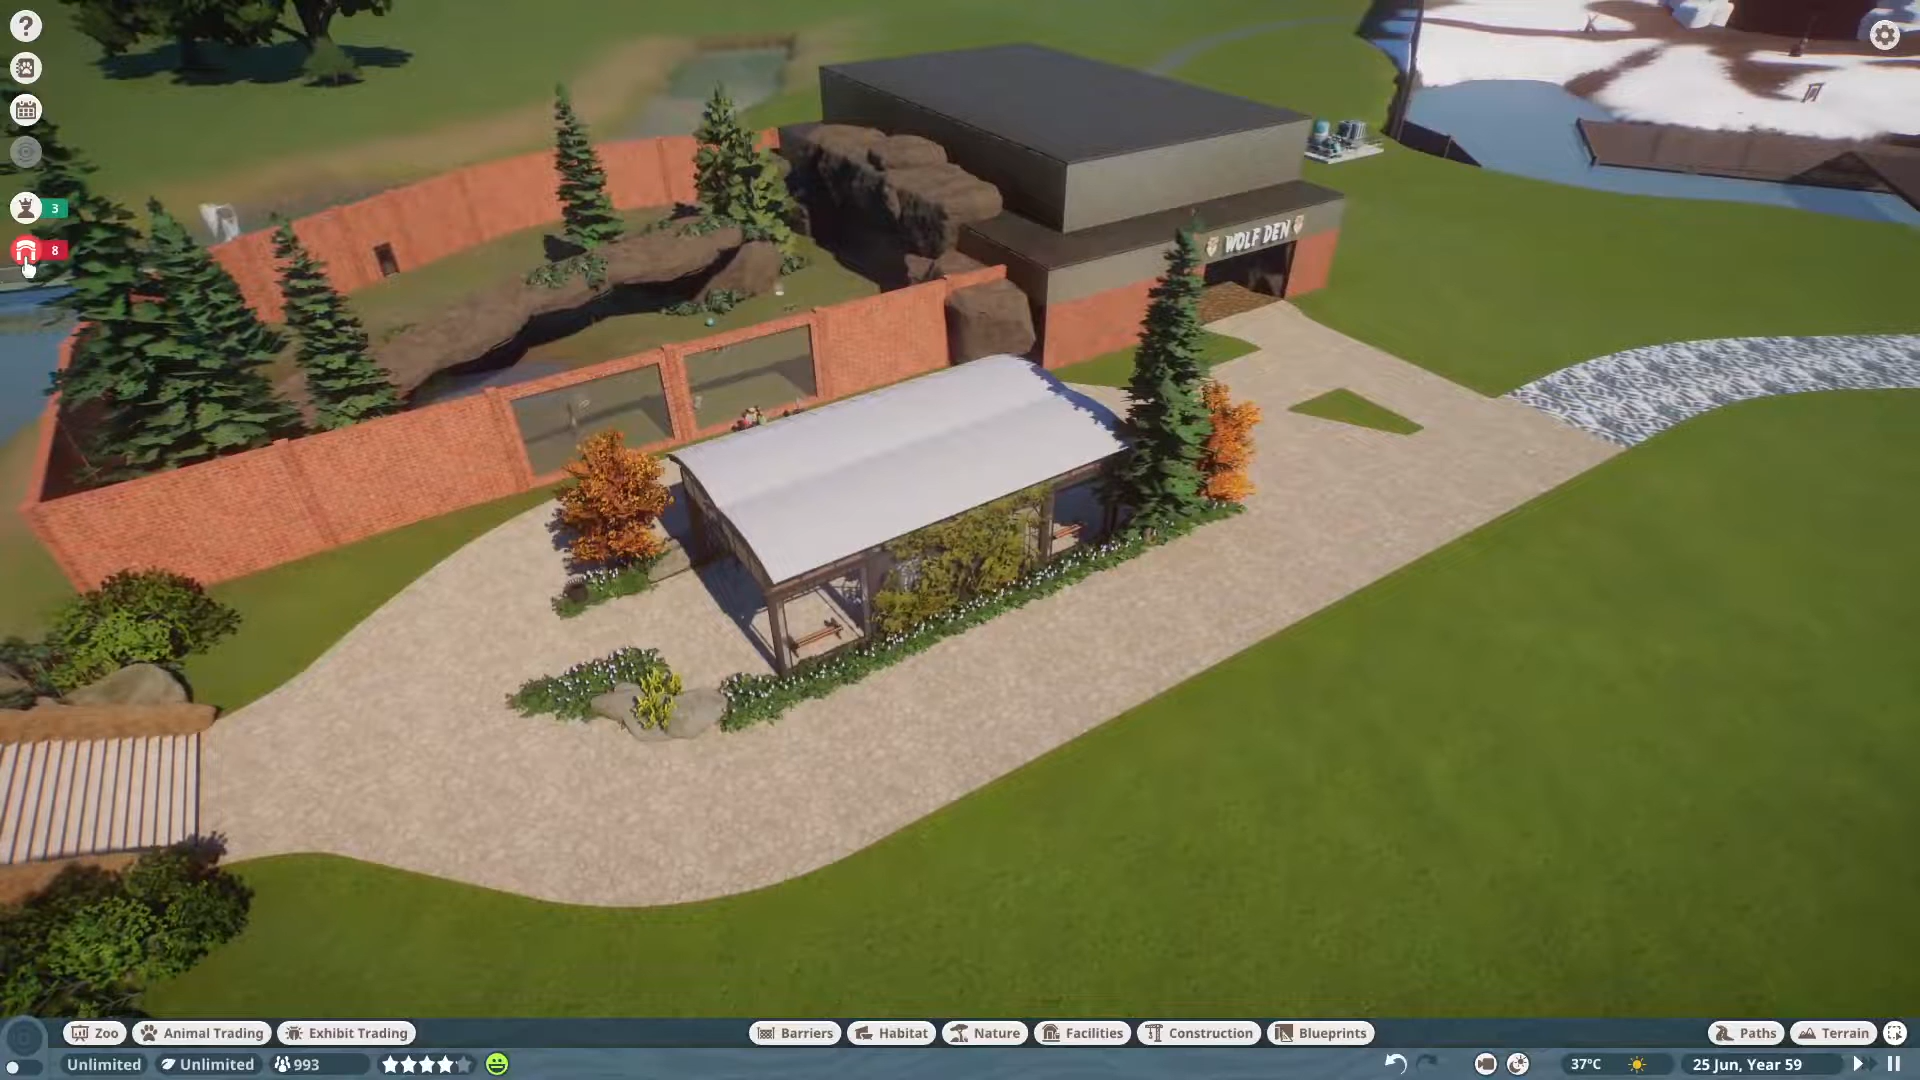 ?
3
8
WOLF DEN
Zoo
Animal Trading
Exhibit Trading
Barriers
Habitat
Nature
Facilities
Construction
Blueprints
Paths
Terrain
Unlimited
Unlimited
993
37°C
25 Jun, Year 59